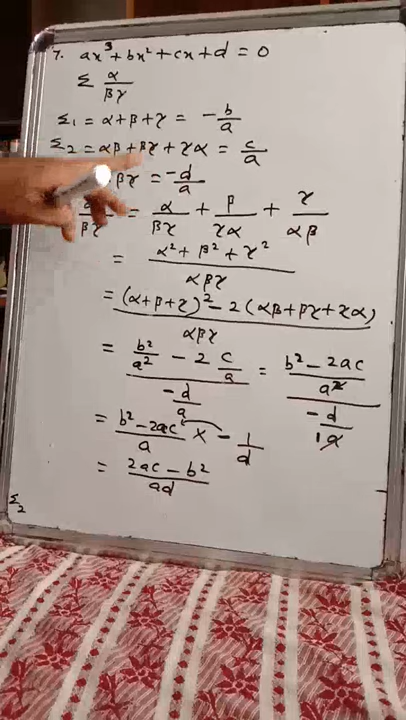 7. ax³ + bx² + cx + d = 0
Σ α/βγ
Σ1 = α + β + γ = - b/a
Σ2 = αβ + βγ + γα = c/a
βγ = -d/a
βγ = α/βγ + β/γα + γ/αβ
= α² + β² + γ² / αβγ
= (α + β + γ)² - 2 (αβ + βγ + γα) / αβγ
= b²/a² - 2 c/a / - d/a = b² - 2ac / a² / - d / 1a
= b² - 2ac / a × - 1/d
= 2ac - b² / ad
Σ2